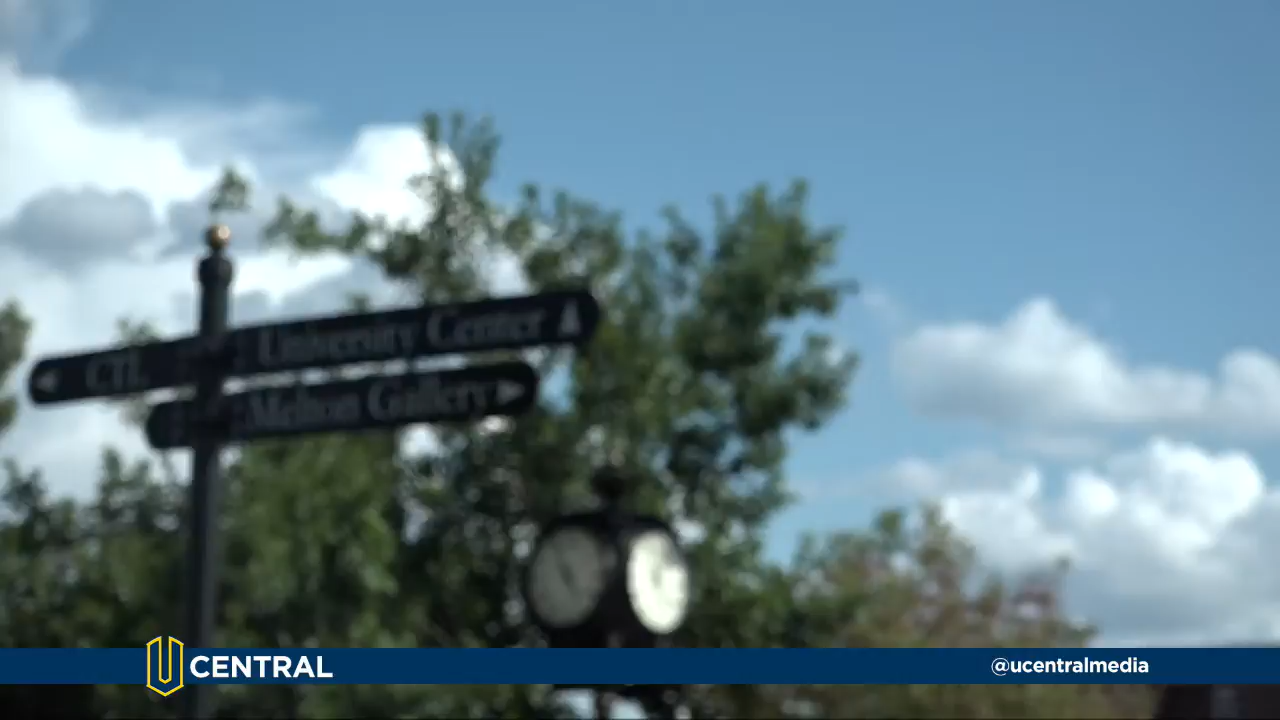 University Center
CTL
Melton Gallery
U CENTRAL
@ucentralmedia